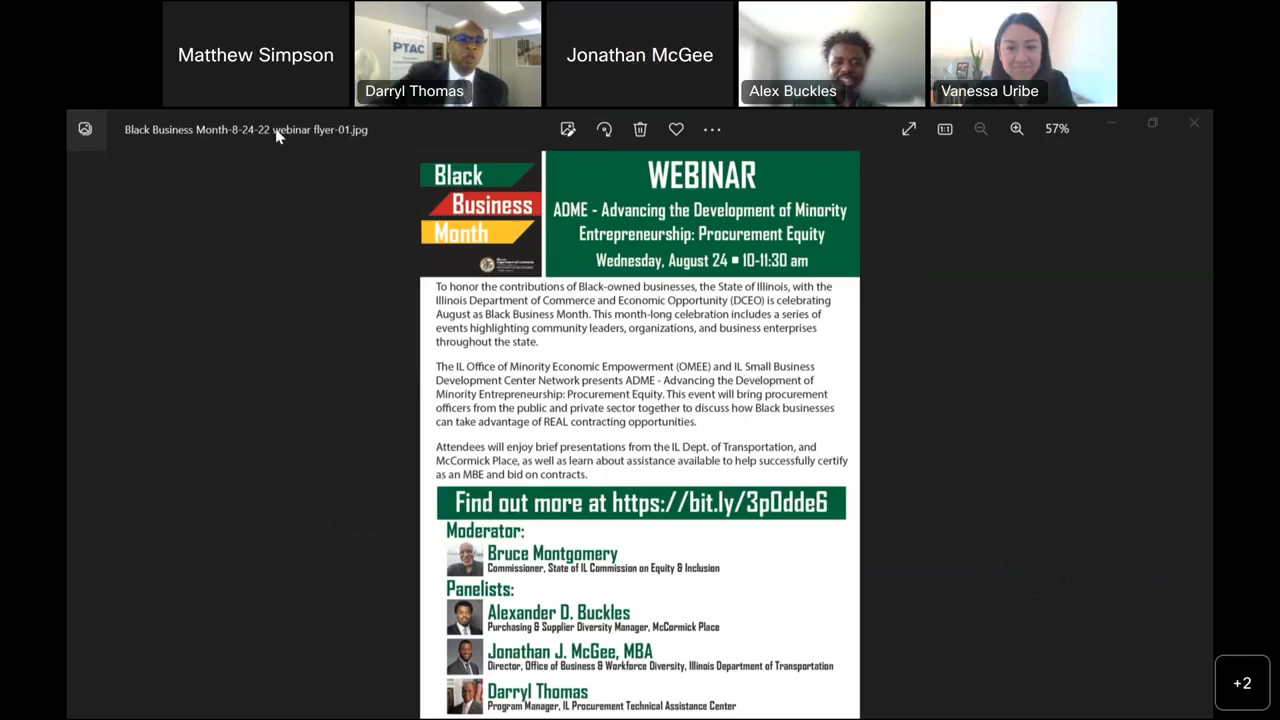 Matthew Simpson
PTAC
Darryl Thomas
Jonathan McGee
Alex Buckles
Vanessa Uribe
Black Business Month-8-24-22 webinar flyer-01.jpg
1:1
57%
Black
Business
Month
WEBINAR
ADME - Advancing the Development of Minority
Entrepreneurship: Procurement Equity
Wednesday, August 24 ▪ 10-11:30 am
To honor the contributions of Black-owned businesses, the State of Illinois, with the
Illinois Department of Commerce and Economic Opportunity (DCEO) is celebrating
August as Black Business Month. This month-long celebration includes a series of
events highlighting community leaders, organizations, and business enterprises
throughout the state.
The IL Office of Minority Economic Empowerment (OMEE) and IL Small Business
Development Center Network presents ADME - Advancing the Development of
Minority Entrepreneurship: Procurement Equity. This event will bring procurement
officers from the public and private sector together to discuss how Black businesses
can take advantage of REAL contracting opportunities.
Attendees will enjoy brief presentations from the IL Dept. of Transportation, and
McCormick Place, as well as learn about assistance available to help successfully certify
as an MBE and bid on contracts.
Find out more at https://bit.ly/3p0dde6
Moderator:
Bruce Montgomery
Commissioner, State of IL Commission on Equity & Inclusion
Panelists:
Alexander D. Buckles
Purchasing & Supplier Diversity Manager, McCormick Place
Jonathan J. McGee, MBA
Director, Office of Business & Workforce Diversity, Illinois Department of Transportation
Darryl Thomas
Program Manager, IL Procurement Technical Assistance Center
+2